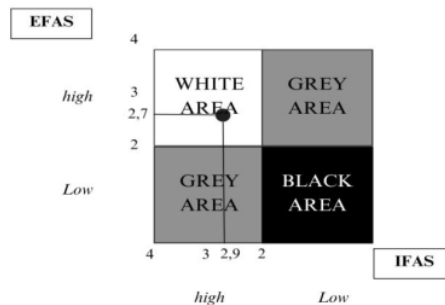 EFAS
4
WHITE AREA
GREY AREA
high
3
2,7
2
Low
GREY AREA
BLACK AREA
4
3
2,9
2
IFAS
high
Low